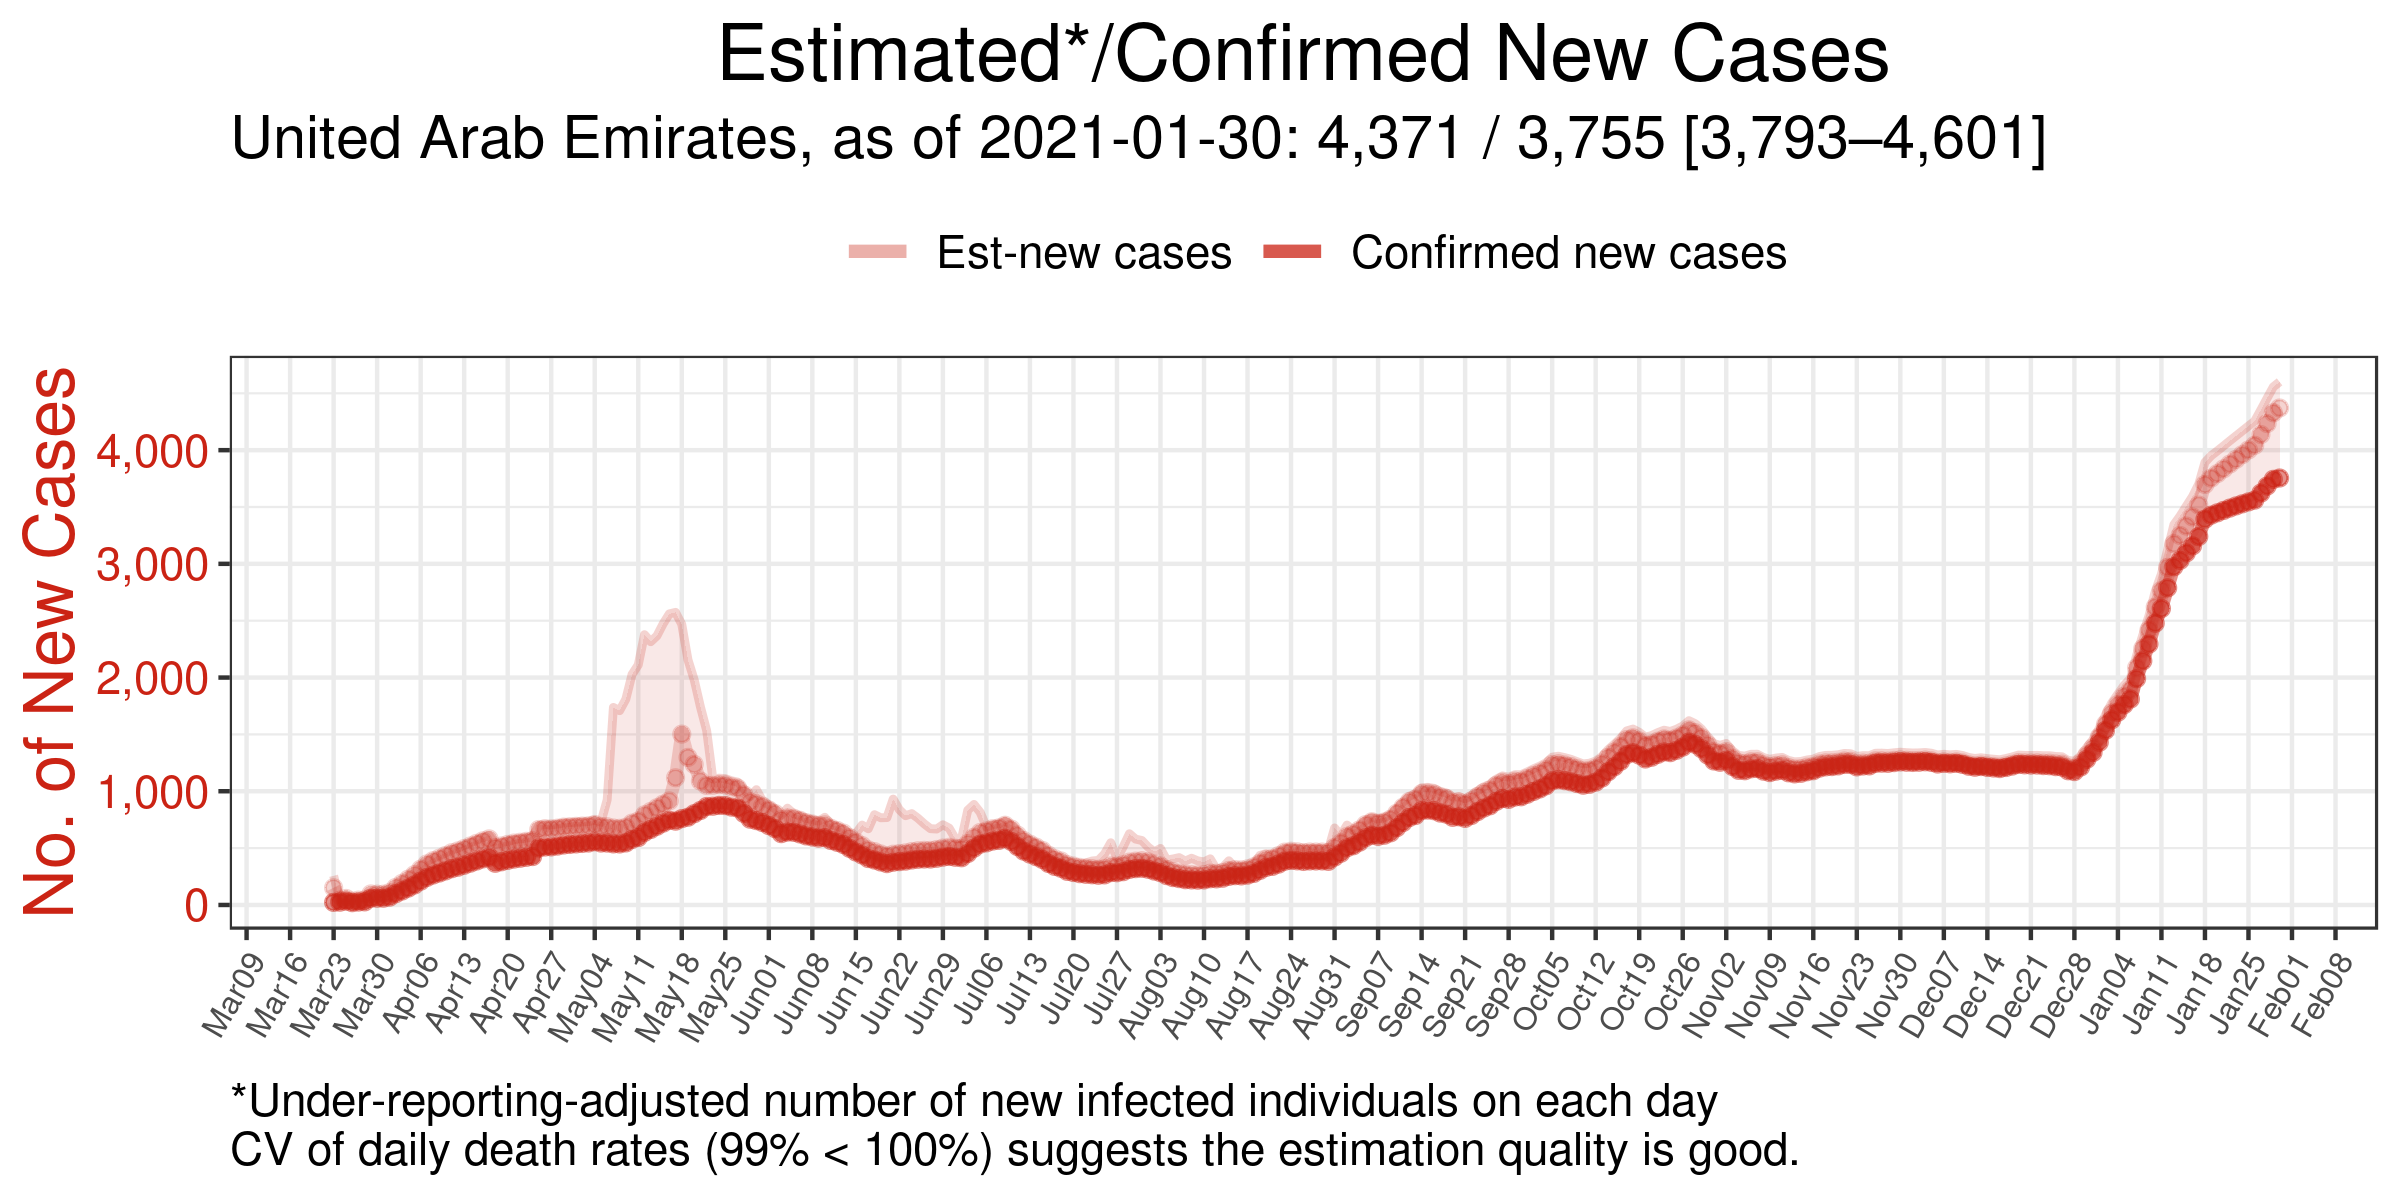 Estimated*/Confirmed New Cases
United Arab Emirates, as of 2021-01-30: 4,371 / 3,755 [3,793–4,601]
Est-new cases Confirmed new cases
No. of New Cases
4,000
3,000
2,000
1,000
0
Mar09 Mar16 Mar23 Mar30 Apr06 Apr13 Apr20 Apr27 May04 May11 May18 May25 Jun01 Jun08 Jun15 Jun22 Jun29 Jul06 Jul13 Jul20 Jul27 Aug03 Aug10 Aug17 Aug24 Aug31 Sep07 Sep14 Sep21 Sep28 Oct05 Oct12 Oct19 Oct26 Nov02 Nov09 Nov16 Nov23 Nov30 Dec07 Dec14 Dec21 Dec28 Jan04 Jan11 Jan18 Jan25 Feb01 Feb08
*Under-reporting-adjusted number of new infected individuals on each day
CV of daily death rates (99% < 100%) suggests the estimation quality is good.